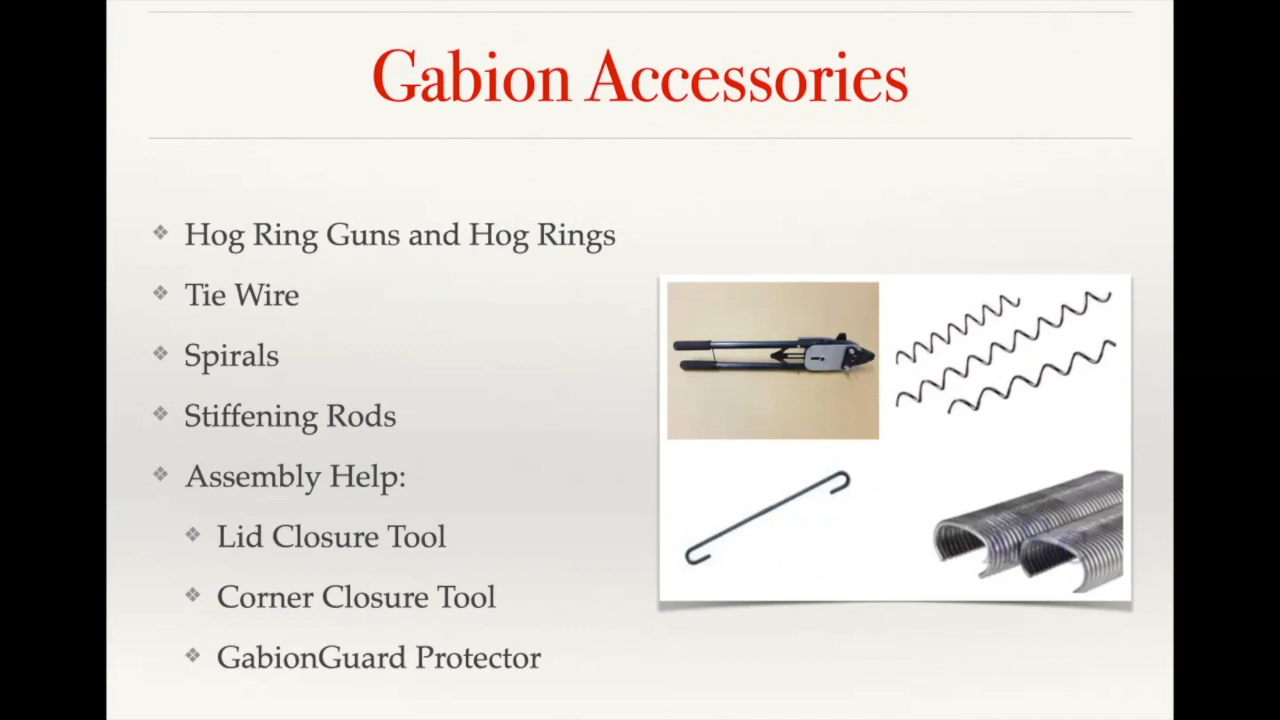 Gabion Accessories
Hog Ring Guns and Hog Rings
Tie Wire
Spirals
Stiffening Rods
Assembly Help:
Lid Closure Tool
Corner Closure Tool
GabionGuard Protector